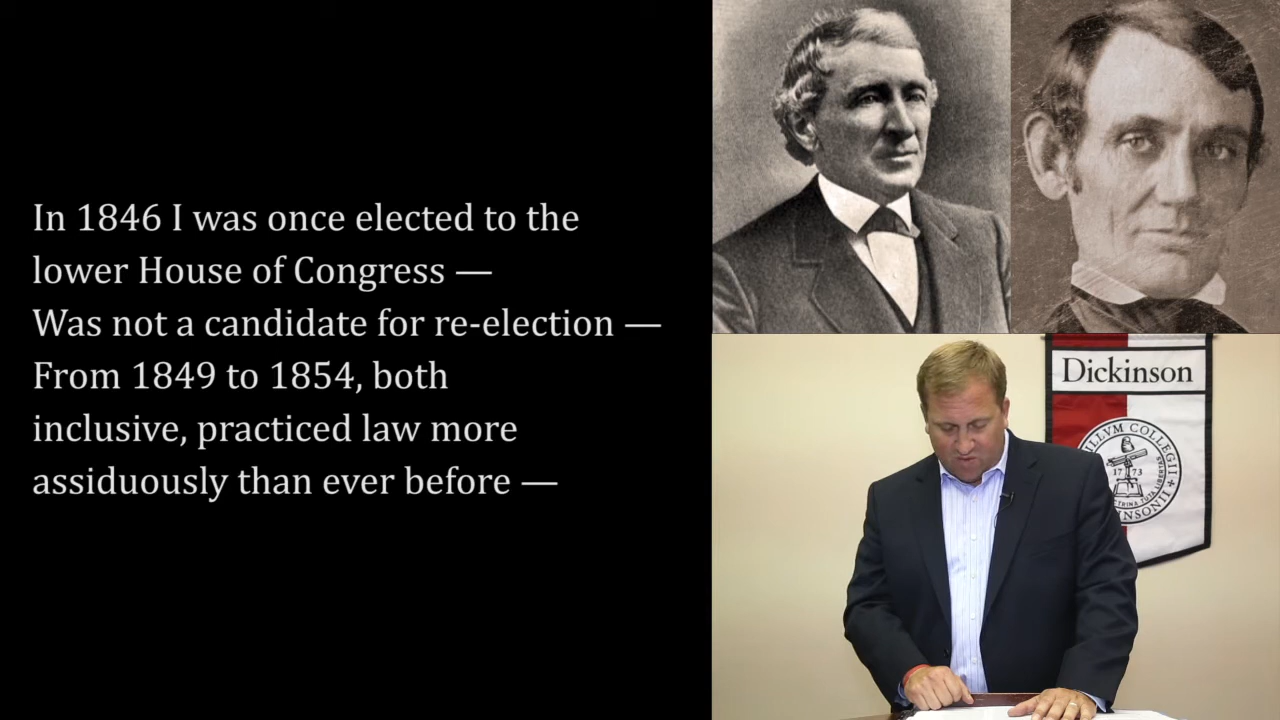 In 1846 I was once elected to the
lower House of Congress —
Was not a candidate for re-election —
From 1849 to 1854, both
inclusive, practiced law more
assiduously than ever before —
Dickinson
1773